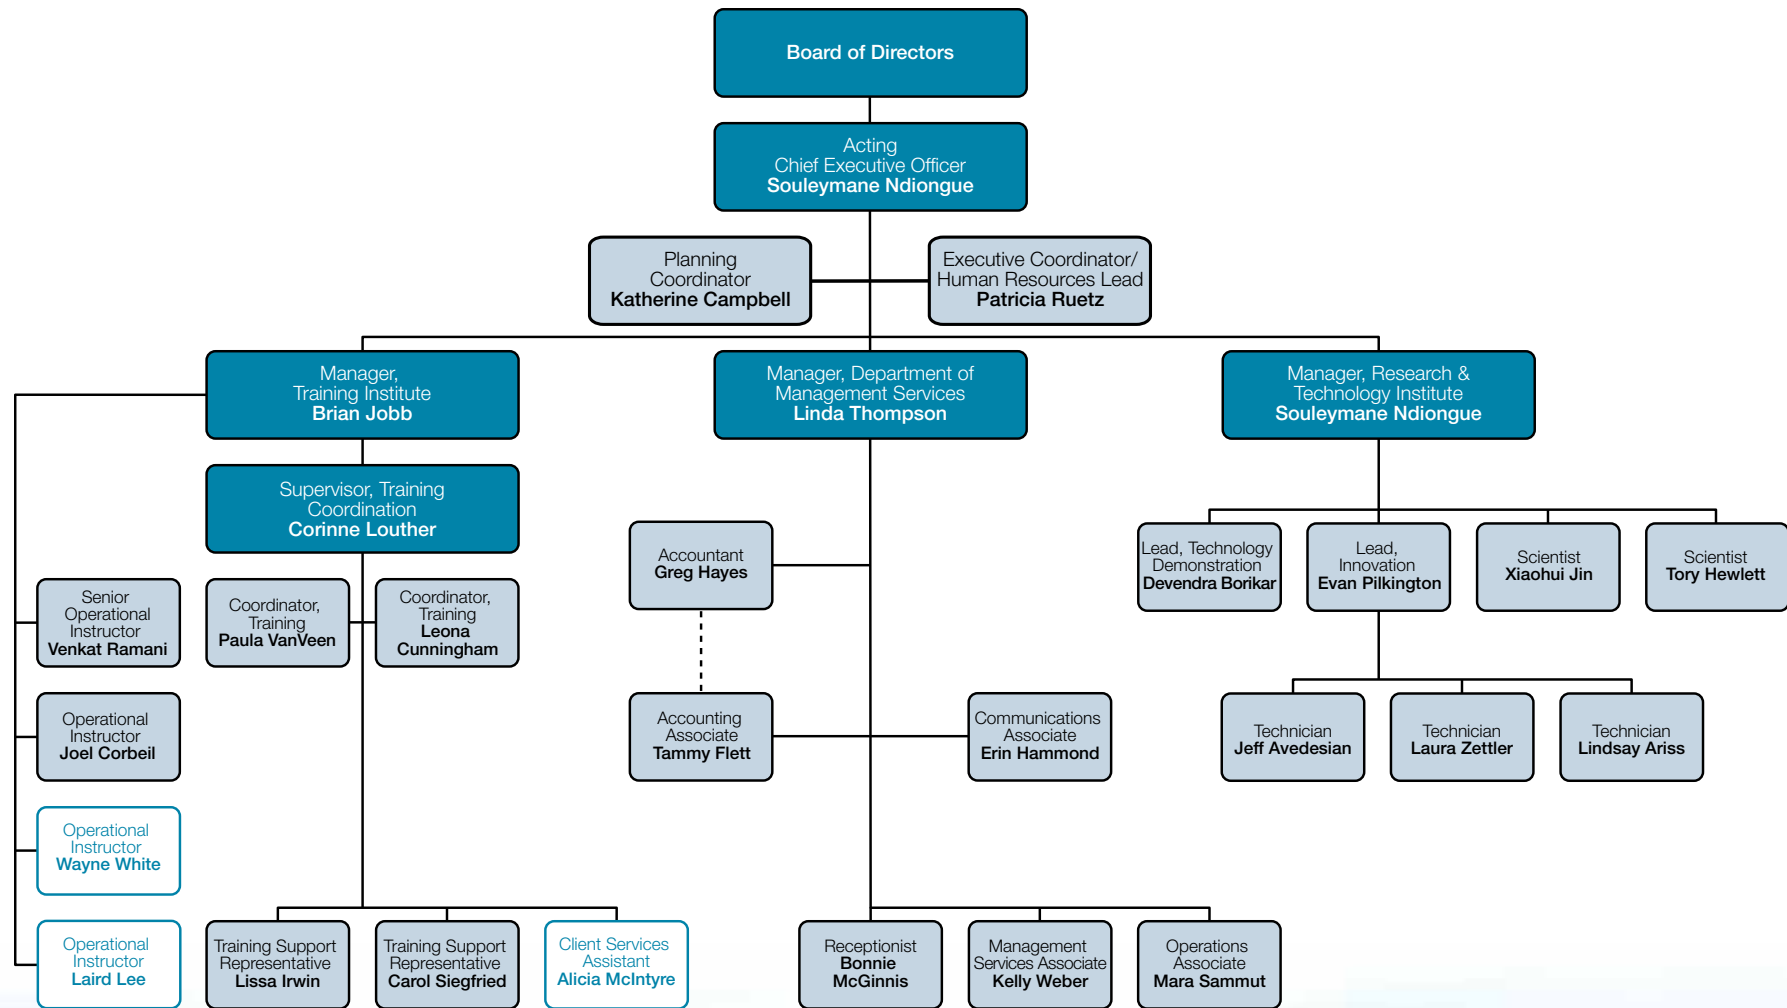 Board of Directors
Acting
Chief Executive Officer
Souleymane Ndiongue
Planning
Coordinator
Katherine Campbell
Executive Coordinator/
Human Resources Lead
Patricia Ruetz
Manager,
Training Institute
Brian Jobb
Manager, Department of
Management Services
Linda Thompson
Manager, Research &
Technology Institute
Souleymane Ndiongue
Supervisor, Training
Coordination
Corinne Louther
Accountant
Greg Hayes
Lead, Technology
Demonstration
Devendra Borikar
Lead,
Innovation
Evan Pilkington
Scientist
Xiaohui Jin
Scientist
Tory Hewlett
Senior
Operational
Instructor
Venkat Ramani
Coordinator,
Training
Paula VanVeen
Coordinator,
Training
Leona
Cunningham
Operational
Instructor
Joel Corbeil
Accounting
Associate
Tammy Flett
Communications
Associate
Erin Hammond
Technician
Jeff Avedesian
Technician
Laura Zettler
Technician
Lindsay Ariss
Operational
Instructor
Wayne White
Operational
Instructor
Laird Lee
Training Support
Representative
Lissa Irwin
Training Support
Representative
Carol Siegfried
Client Services
Assistant
Alicia McIntyre
Receptionist
Bonnie
McGinnis
Management
Services Associate
Kelly Weber
Operations
Associate
Mara Sammut